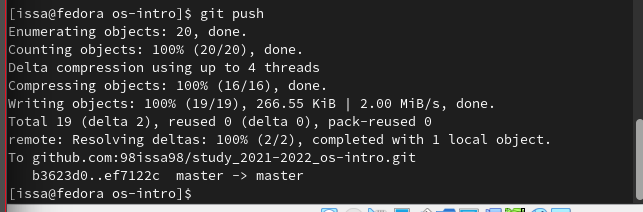 [issa@fedora os-intro]$ git push
Enumerating objects: 20, done.
Counting objects: 100% (20/20), done.
Delta compression using up to 4 threads
Compressing objects: 100% (16/16), done.
Writing objects: 100% (19/19), 266.55 KiB | 2.00 MiB/s, done.
Total 19 (delta 2), reused 0 (delta 0), pack-reused 0
remote: Resolving deltas: 100% (2/2), completed with 1 local object.
To github.com:98issa98/study_2021-2022_os-intro.git
   b3623d0..ef7122c  master -> master
[issa@fedora os-intro]$